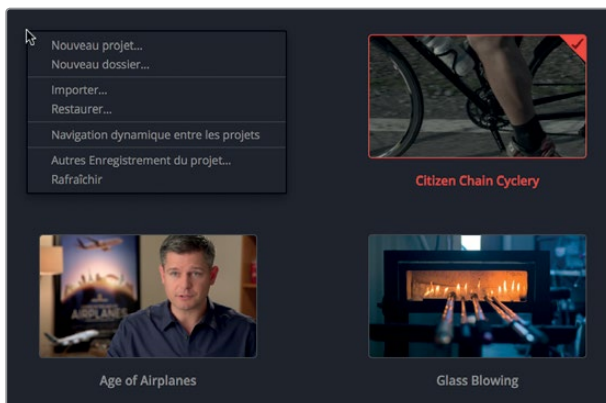 Nouveau projet...
Nouveau dossier...
Importer...
Restaurer...
Navigation dynamique entre les projets
Autres Enregistrement du projet...
Rafraîchir
Citizen Chain Cyclery
AIRPLANES
Age of Airplanes
Glass Blowing